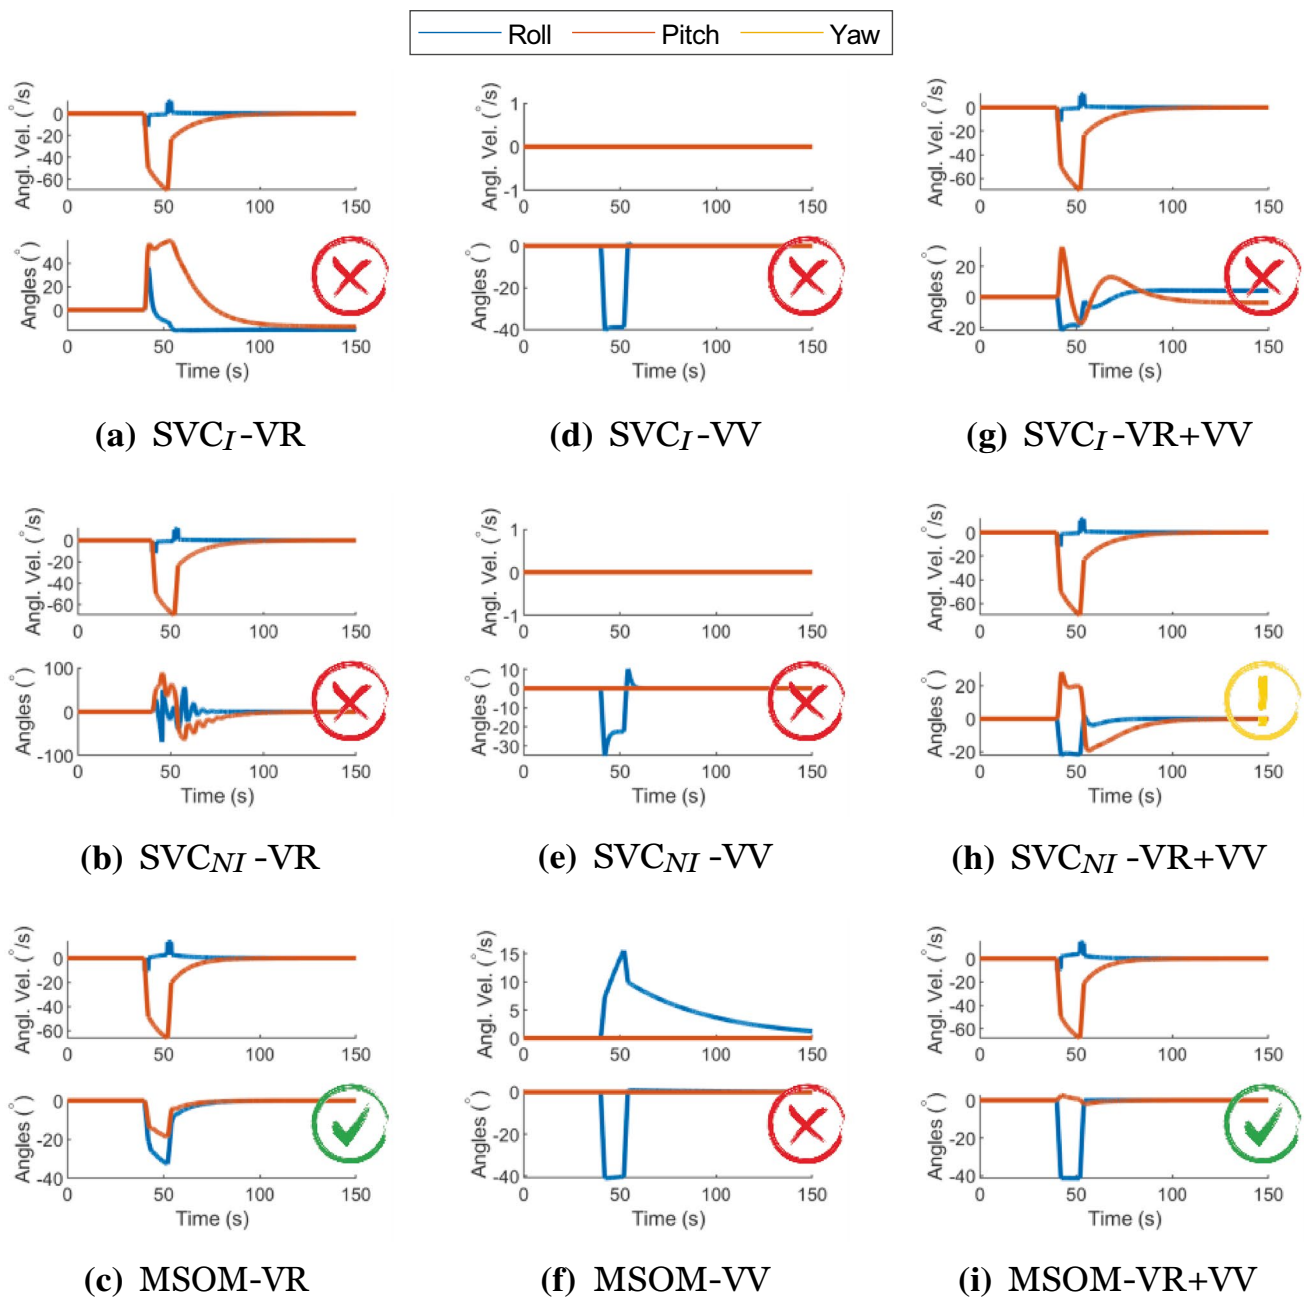 Roll Pitch Yaw
Angl. Vel. (°/s)
0
-20
-40
-60
0 50 100 150
Angles (°)
40
20
0
0 50 100 150
Time (s)
(a) SVC_I-VR
Angl. Vel. (°/s)
1
0
-1
0 50 100 150
Angles (°)
0
-20
-40
0 50 100 150
Time (s)
(d) SVC_I-VV
Angl. Vel. (°/s)
0
-20
-40
-60
0 50 100 150
Angles (°)
20
0
-20
0 50 100 150
Time (s)
(g) SVC_I-VR+VV
Angl. Vel. (°/s)
0
-20
-40
-60
0 50 100 150
Angles (°)
100
0
-100
0 50 100 150
Time (s)
(b) SVC_NI-VR
Angl. Vel. (°/s)
1
0
-1
0 50 100 150
Angles (°)
10
0
-10
-20
-30
0 50 100 150
Time (s)
(e) SVC_NI-VV
Angl. Vel. (°/s)
0
-20
-40
-60
0 50 100 150
Angles (°)
20
0
-20
0 50 100 150
Time (s)
(h) SVC_NI-VR+VV
Angl. Vel. (°/s)
0
-20
-40
-60
0 50 100 150
Angles (°)
0
-20
-40
0 50 100 150
Time (s)
(c) MSOM-VR
Angl. Vel. (°/s)
15
10
5
0
0 50 100 150
Angles (°)
0
-20
-40
0 50 100 150
Time (s)
(f) MSOM-VV
Angl. Vel. (°/s)
0
-20
-40
-60
0 50 100 150
Angles (°)
0
-20
-40
0 50 100 150
Time (s)
(i) MSOM-VR+VV